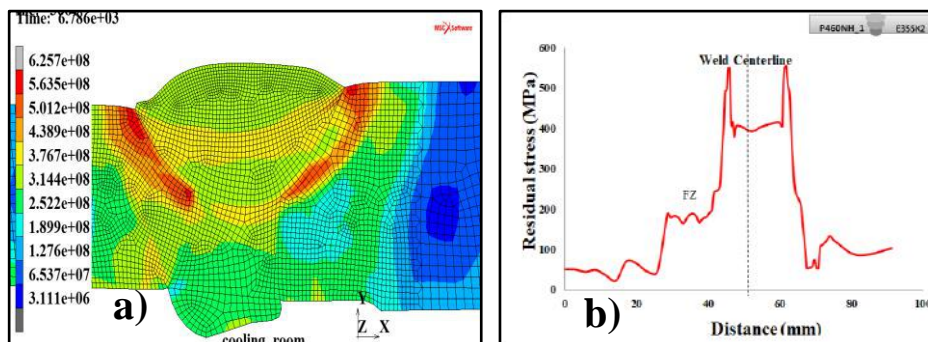 Time: 6.786e+03
MSC Software
6.257e+08
5.635e+08
5.012e+08
4.389e+08
3.767e+08
3.144e+08
2.522e+08
1.899e+08
1.276e+08
6.537e+07
3.111e+06
a)
Y
Z X
cooling_room
P460NH_1 E355K2
Weld Centerline
Residual stress (MPa)
600
500
400
300
200
100
0
FZ
0 20 40 60 80 100
b)
Distance (mm)